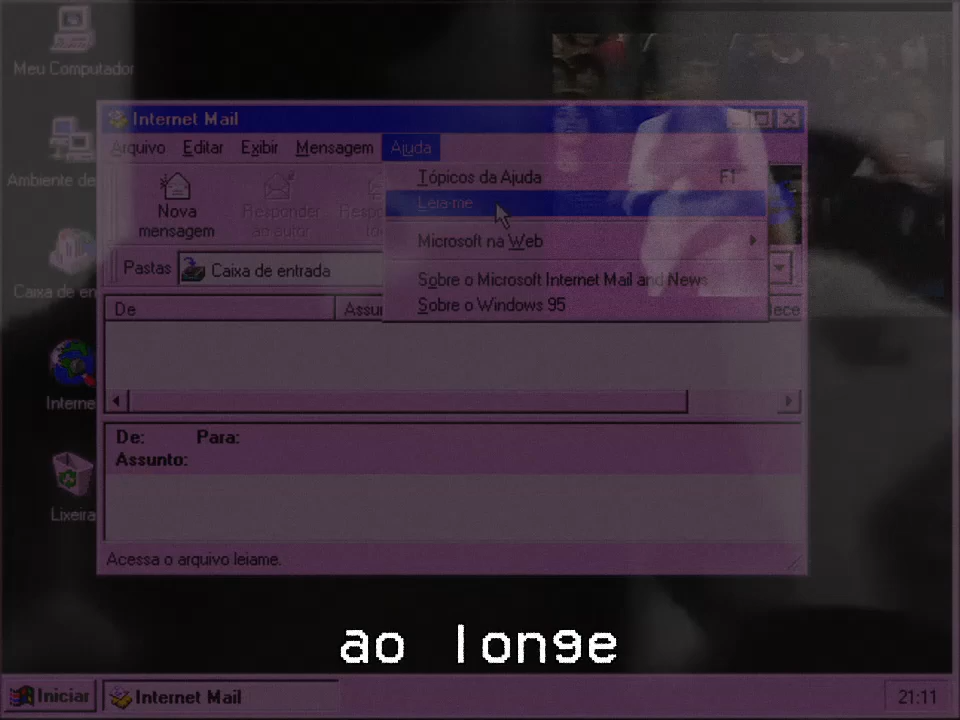 Meu Computador
Internet Mail
Arquivo Editar Exibir Mensagem Ajuda
Tópicos da Ajuda F1
Leia-me
Nova mensagem
Responder ao autor
Microsoft na Web
Ambiente de
Pastas Caixa de entrada
Sobre o Microsoft Internet Mail and News
Sobre o Windows 95
Caixa de en
De Assu
Interne
De: Para:
Assunto:
Lixeira
Acessa o arquivo leiame.
ao longe
Iniciar Internet Mail 21:11